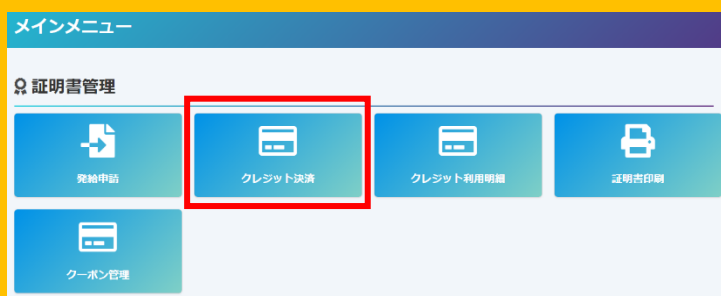 メインメニュー
証明書管理
発給申請
クレジット決済
クレジット利用明細
証明書印刷
クーポン管理